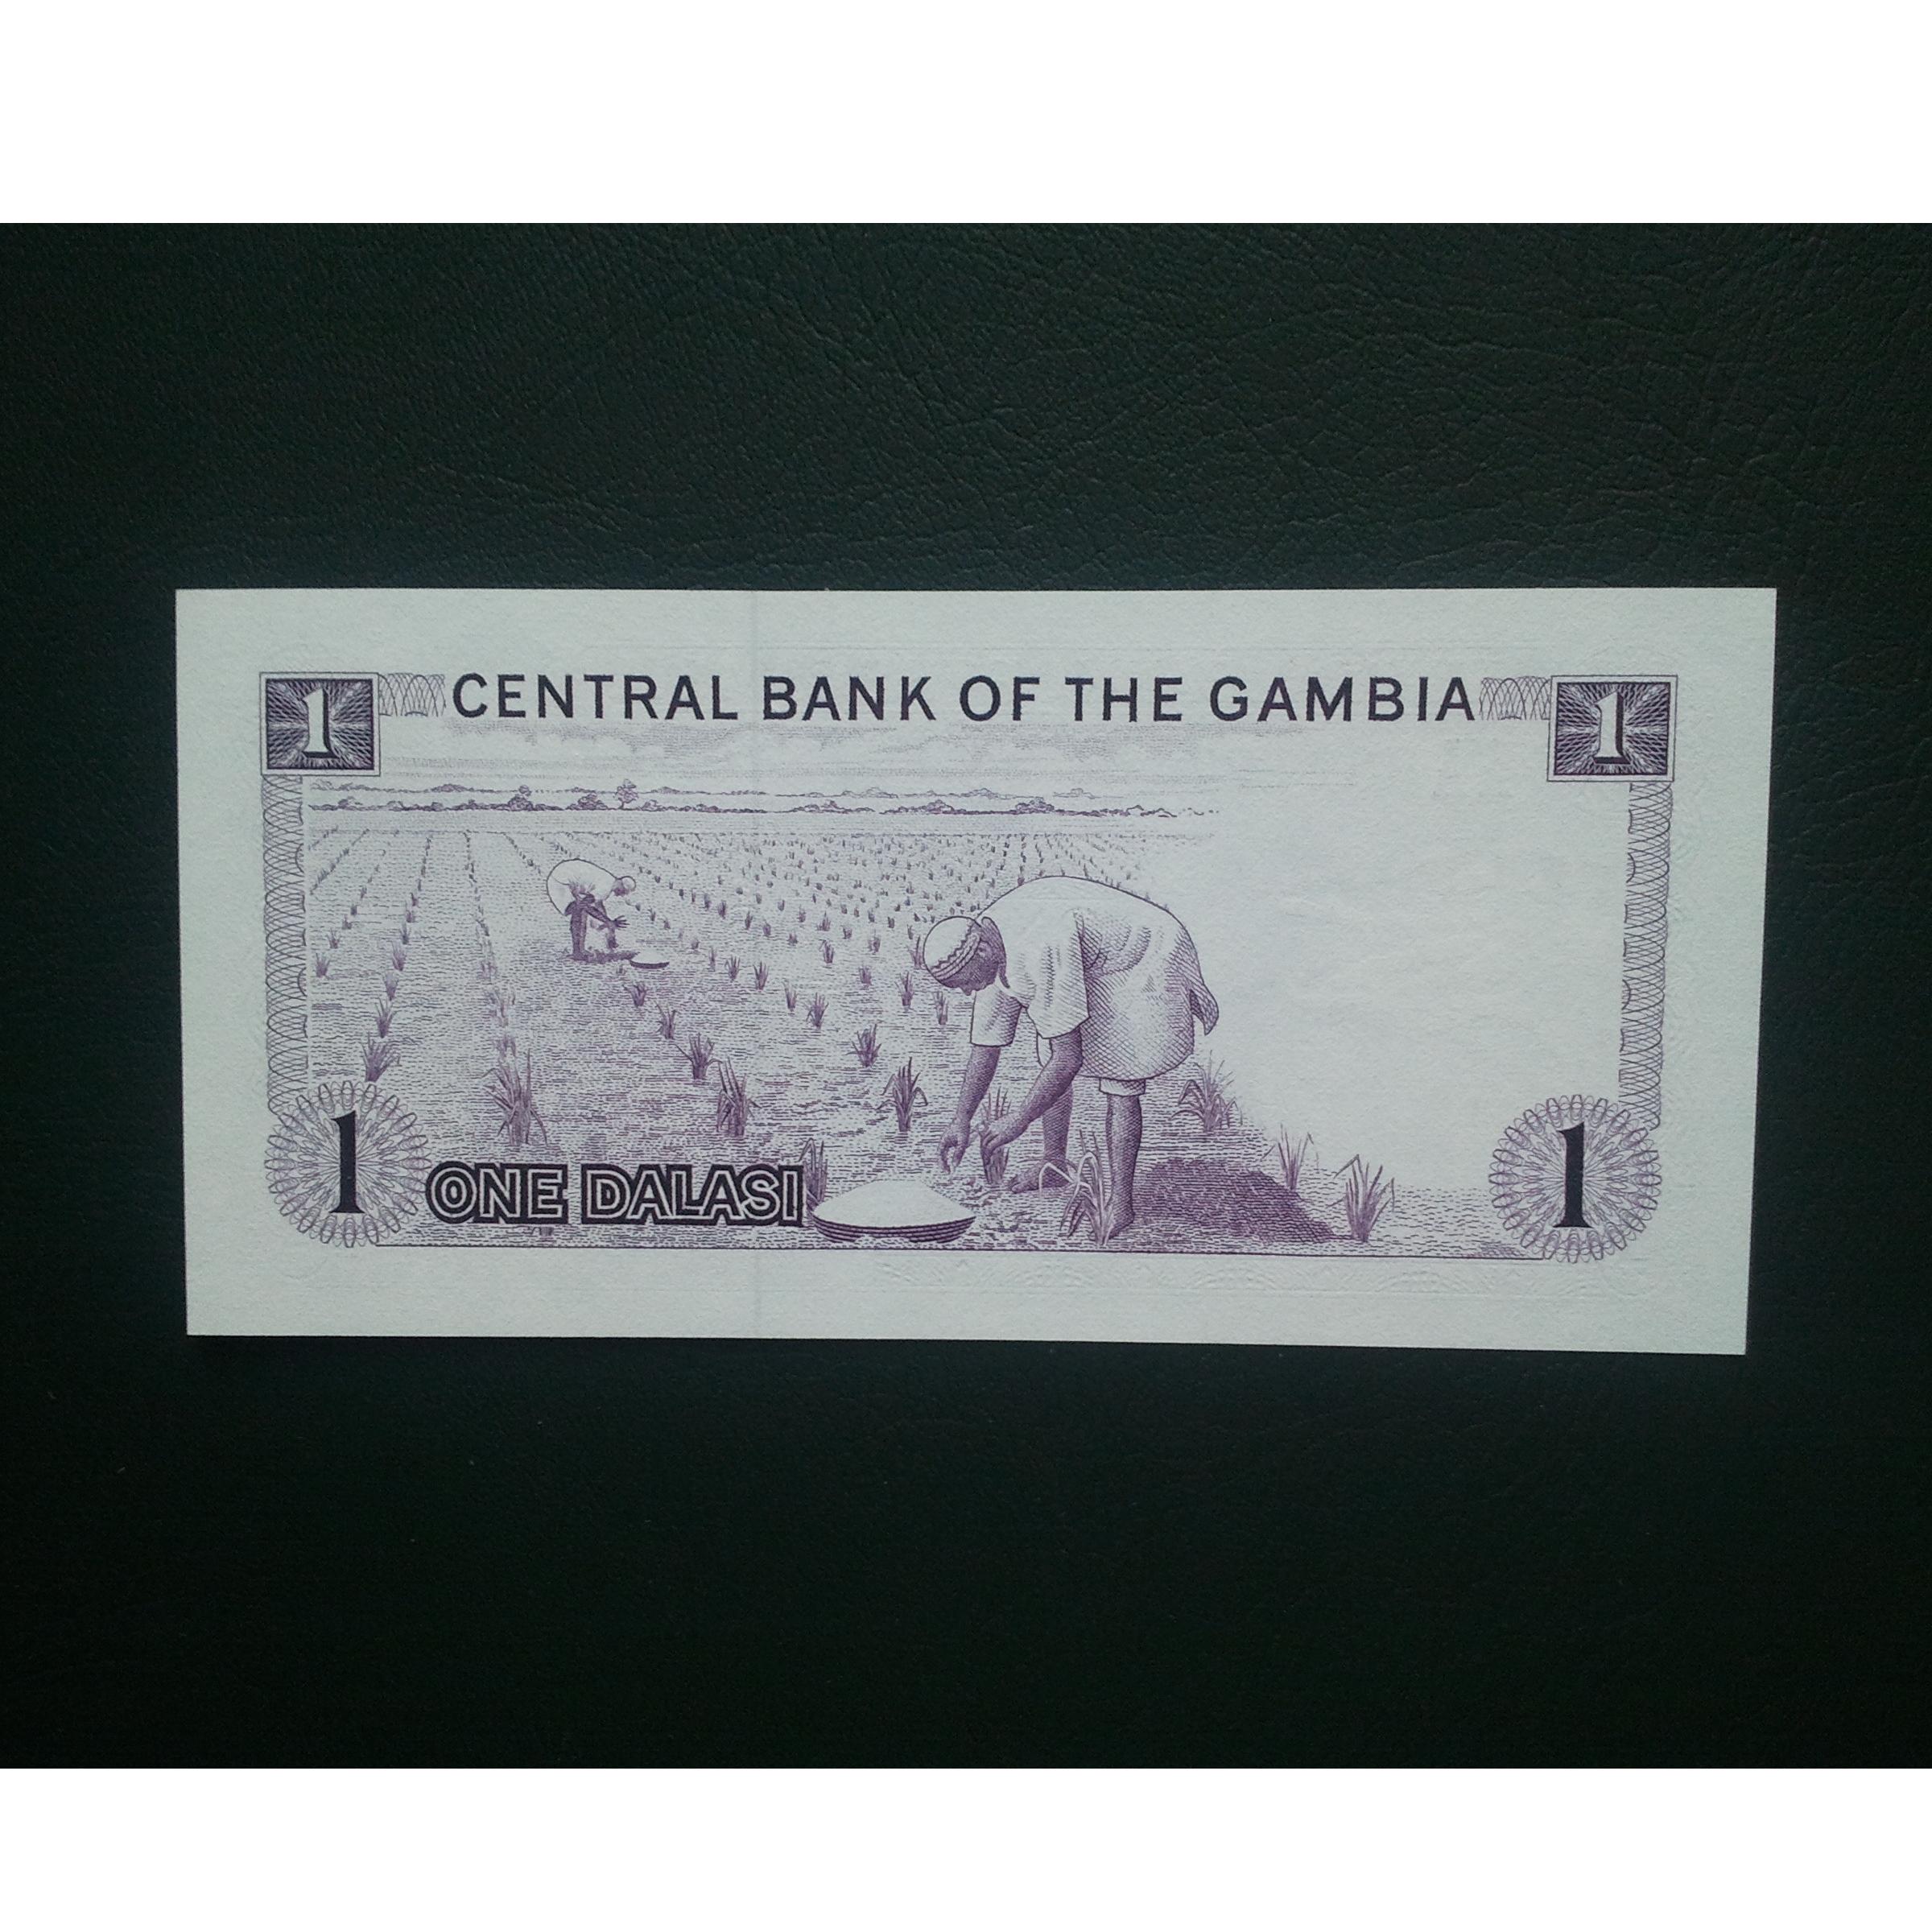 1 CENTRAL BANK OF THE GAMBIA 1
1 ONE DALASI 1